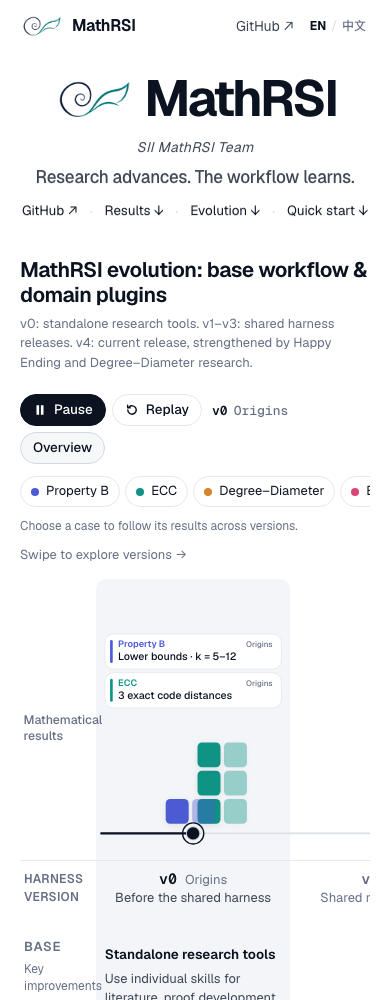 MathRSI
GitHub ↗ EN / 中文
MathRSI
SII MathRSI Team
Research advances. The workflow learns.
GitHub ↗ · Results ↓ · Evolution ↓ · Quick start ↓
MathRSI evolution: base workflow &
domain plugins
v0: standalone research tools. v1–v3: shared harness
releases. v4: current release, strengthened by Happy
Ending and Degree–Diameter research.
Pause Replay v0 Origins
Overview
Property B ECC Degree–Diameter
Choose a case to follow its results across versions.
Swipe to explore versions →
Property B Origins
Lower bounds · k = 5–12
ECC Origins
3 exact code distances
Mathematical
results
HARNESS
VERSION
v0 Origins
Before the shared harness
Shared
BASE
Key
improvements
Standalone research tools
Use individual skills for
literature, proof development